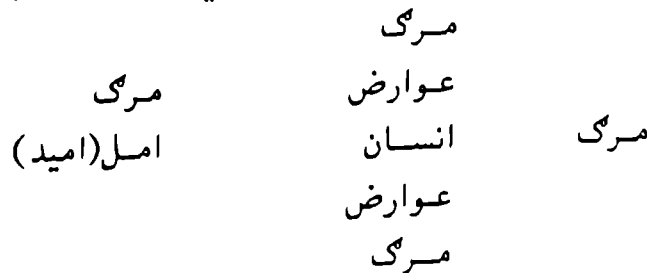 مرگ
عوارض
مرگ
مرگ انسان امل(امید)
عوارض
مرگ